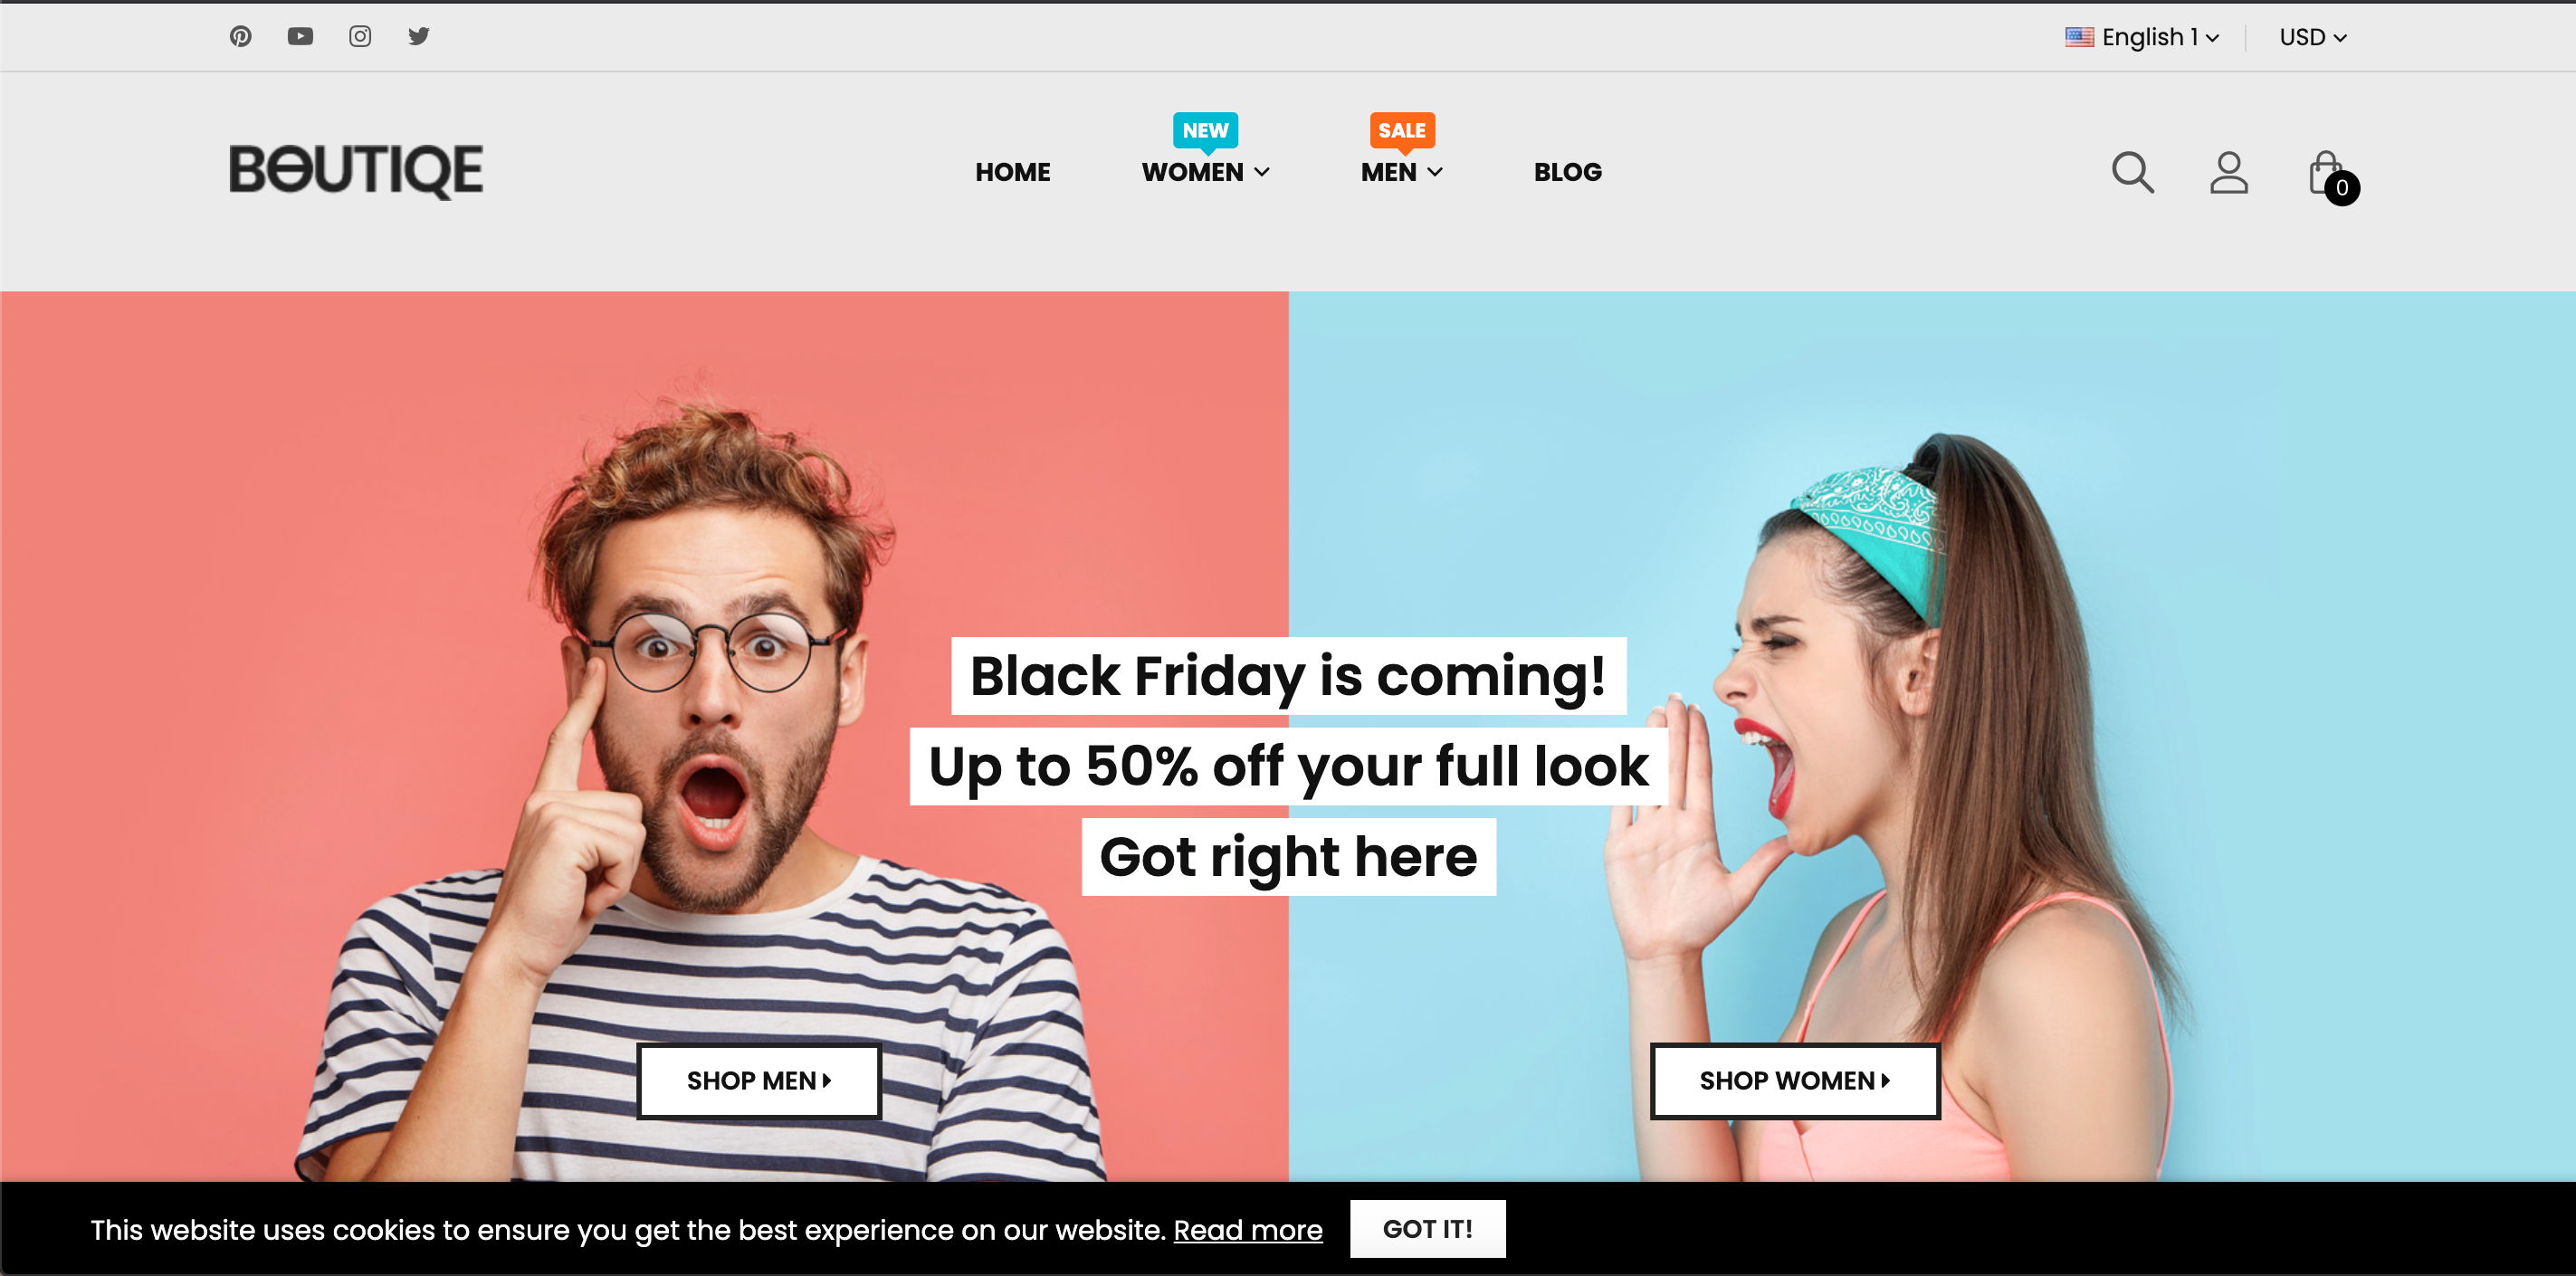 English 1
USD
BOUTIQE
NEW
SALE
HOME
WOMEN
MEN
BLOG
0
Black Friday is coming!
Up to 50% off your full look
Got right here
SHOP MEN
SHOP WOMEN
This website uses cookies to ensure you get the best experience on our website. Read more
GOT IT!